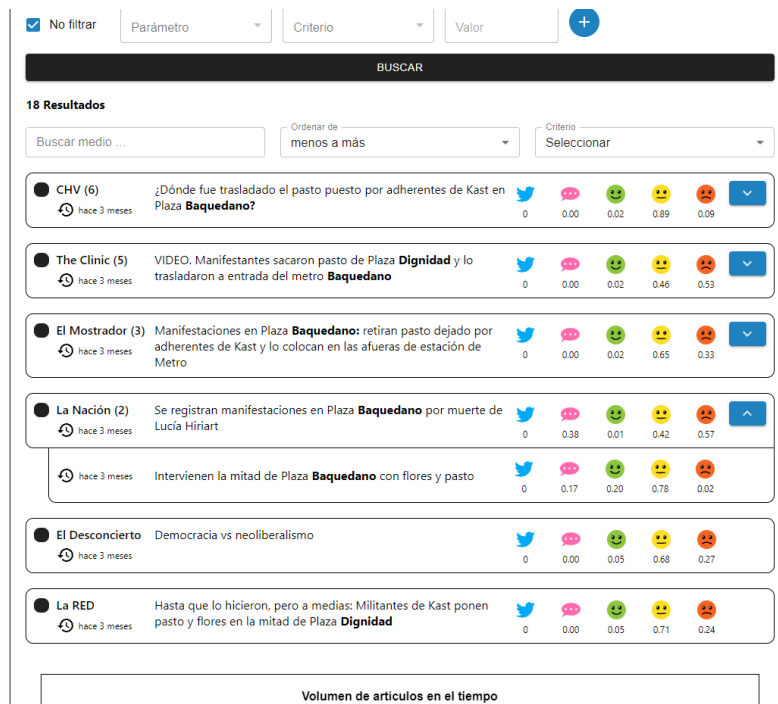 No filtrar
Parámetro
Criterio
Valor
BUSCAR
18 Resultados
Buscar medio ...
Ordenar de
menos a más
Criterio
Seleccionar
CHV (6)
hace 3 meses
¿Dónde fue trasladado el pasto puesto por adherentes de Kast en
Plaza Baquedano?
0
0.00
0.02
0.89
0.09
The Clinic (5)
hace 3 meses
VIDEO. Manifestantes sacaron pasto de Plaza Dignidad y lo
trasladaron a entrada del metro Baquedano
0
0.00
0.02
0.46
0.53
El Mostrador (3)
hace 3 meses
Manifestaciones en Plaza Baquedano: retiran pasto dejado por
adherentes de Kast y lo colocan en las afueras de estación de
Metro
0
0.00
0.02
0.65
0.33
La Nación (2)
hace 3 meses
Se registran manifestaciones en Plaza Baquedano por muerte de
Lucía Hiriart
0
0.38
0.01
0.42
0.57
hace 3 meses
Intervienen la mitad de Plaza Baquedano con flores y pasto
0
0.17
0.20
0.78
0.02
El Desconcierto
hace 3 meses
Democracia vs neoliberalismo
0
0.00
0.05
0.68
0.27
La RED
hace 3 meses
Hasta que lo hicieron, pero a medias: Militantes de Kast ponen
pasto y flores en la mitad de Plaza Dignidad
0
0.00
0.05
0.71
0.24
Volumen de artículos en el tiempo